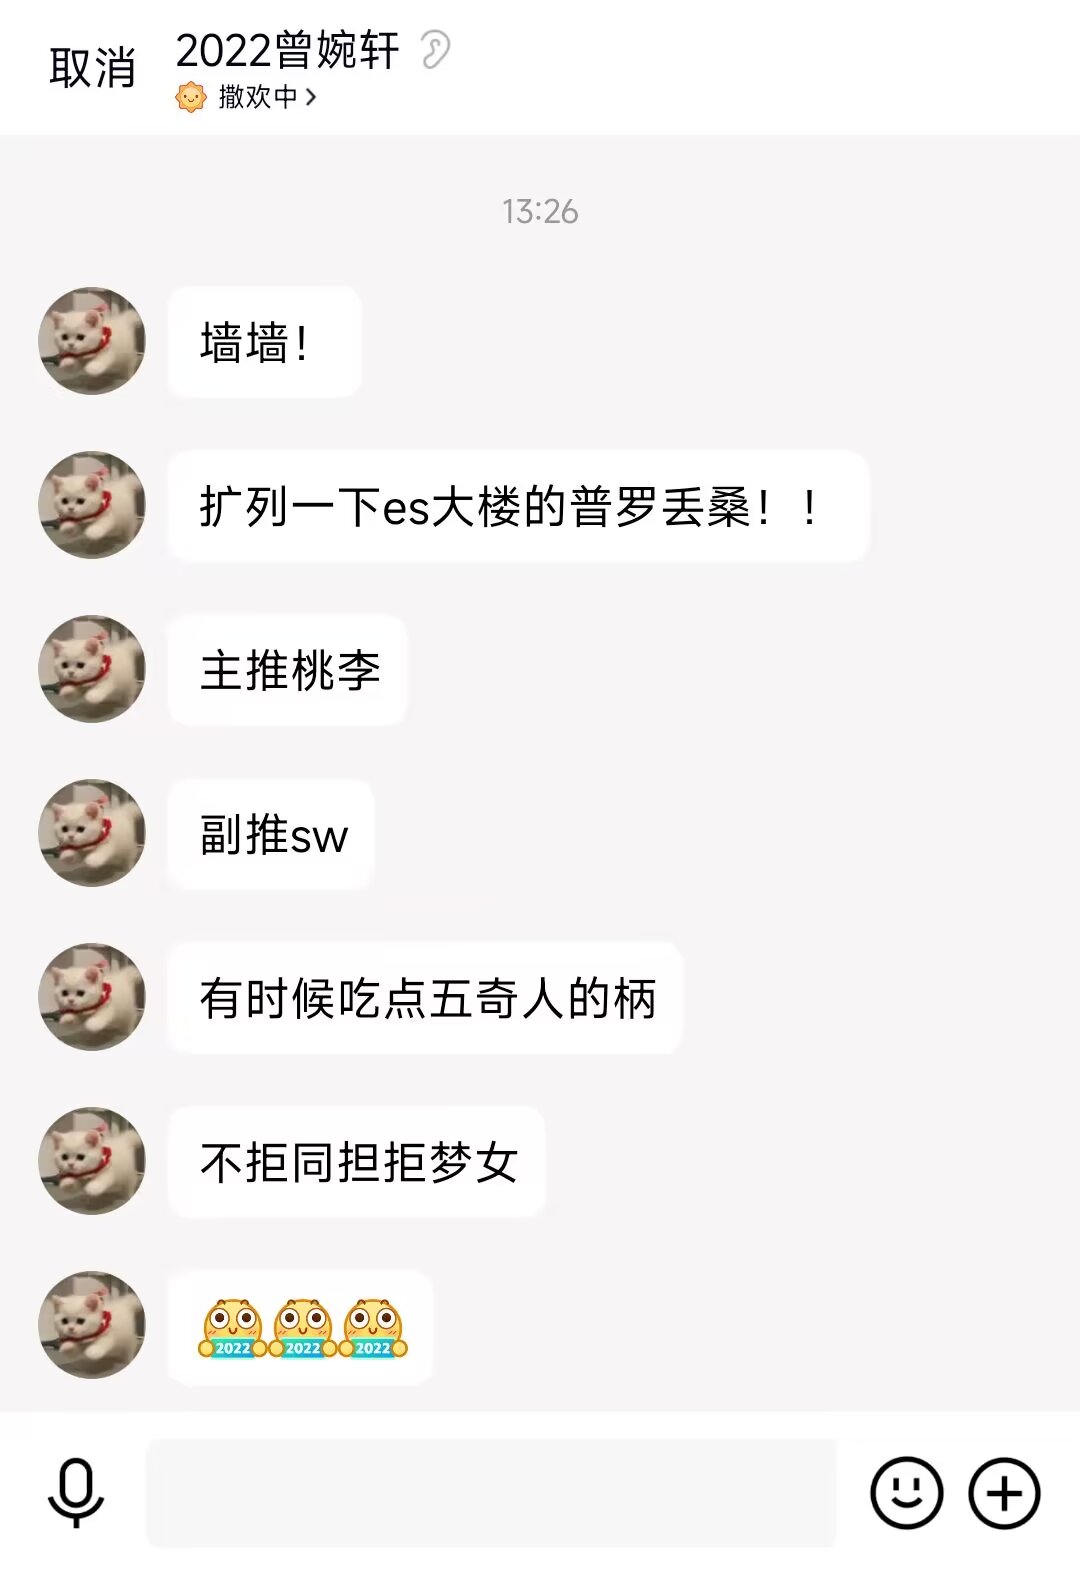 取消
2022曾婉轩
撒欢中
13:26
墙墙！
扩列一下es大楼的普罗丢桑！！
主推桃李
副推sw
有时候吃点五奇人的柄
不拒同担拒梦女
2022 2022 2022